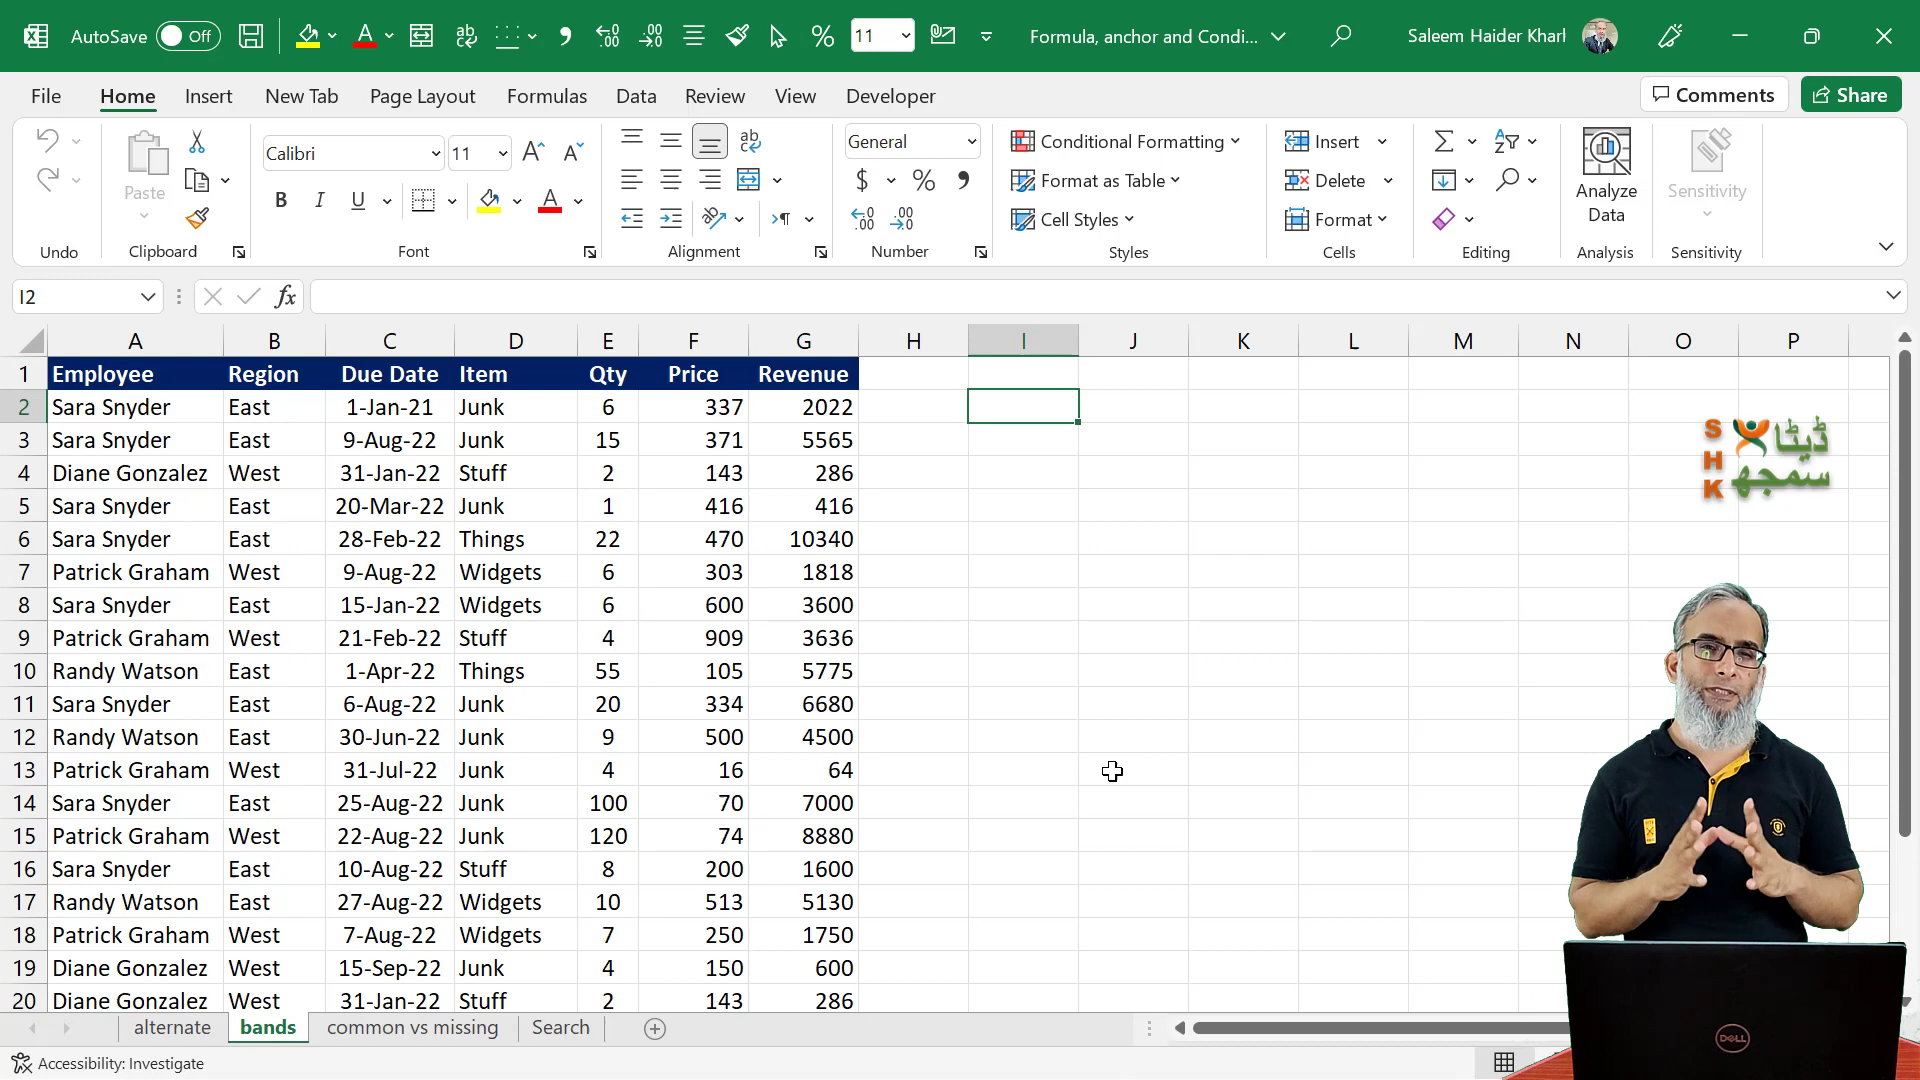 AutoSave Off 11 Formula, anchor and Condi... Saleem Haider Kharl
File Home Insert New Tab Page Layout Formulas Data Review View Developer Comments Share
Paste
Calibri 11
B I U
General
Conditional Formatting
Format as Table
Cell Styles
Insert
Delete
Format
Analyze Data
Sensitivity
Undo Clipboard Font Alignment Number Styles Cells Editing Analysis Sensitivity
I2 fx
A B C D E F G H I J K L M N O P
1 Employee Region Due Date Item Qty Price Revenue
2 Sara Snyder East 1-Jan-21 Junk 6 337 2022
3 Sara Snyder East 9-Aug-22 Junk 15 371 5565
4 Diane Gonzalez West 31-Jan-22 Stuff 2 143 286
5 Sara Snyder East 20-Mar-22 Junk 1 416 416
6 Sara Snyder East 28-Feb-22 Things 22 470 10340
7 Patrick Graham West 9-Aug-22 Widgets 6 303 1818
8 Sara Snyder East 15-Jan-22 Widgets 6 600 3600
9 Patrick Graham West 21-Feb-22 Stuff 4 909 3636
10 Randy Watson East 1-Apr-22 Things 55 105 5775
11 Sara Snyder East 6-Aug-22 Junk 20 334 6680
12 Randy Watson East 30-Jun-22 Junk 9 500 4500
13 Patrick Graham West 31-Jul-22 Junk 4 16 64
14 Sara Snyder East 25-Aug-22 Junk 100 70 7000
15 Patrick Graham West 22-Aug-22 Junk 120 74 8880
16 Sara Snyder East 10-Aug-22 Stuff 8 200 1600
17 Randy Watson East 27-Aug-22 Widgets 10 513 5130
18 Patrick Graham West 7-Aug-22 Widgets 7 250 1750
19 Diane Gonzalez West 15-Sep-22 Junk 4 150 600
20 Diane Gonzalez West 31-Jan-22 Stuff 2 143 286
SHK
ڈیٹا
سمجھ
DELL
alternate bands common vs missing Search
Accessibility: Investigate